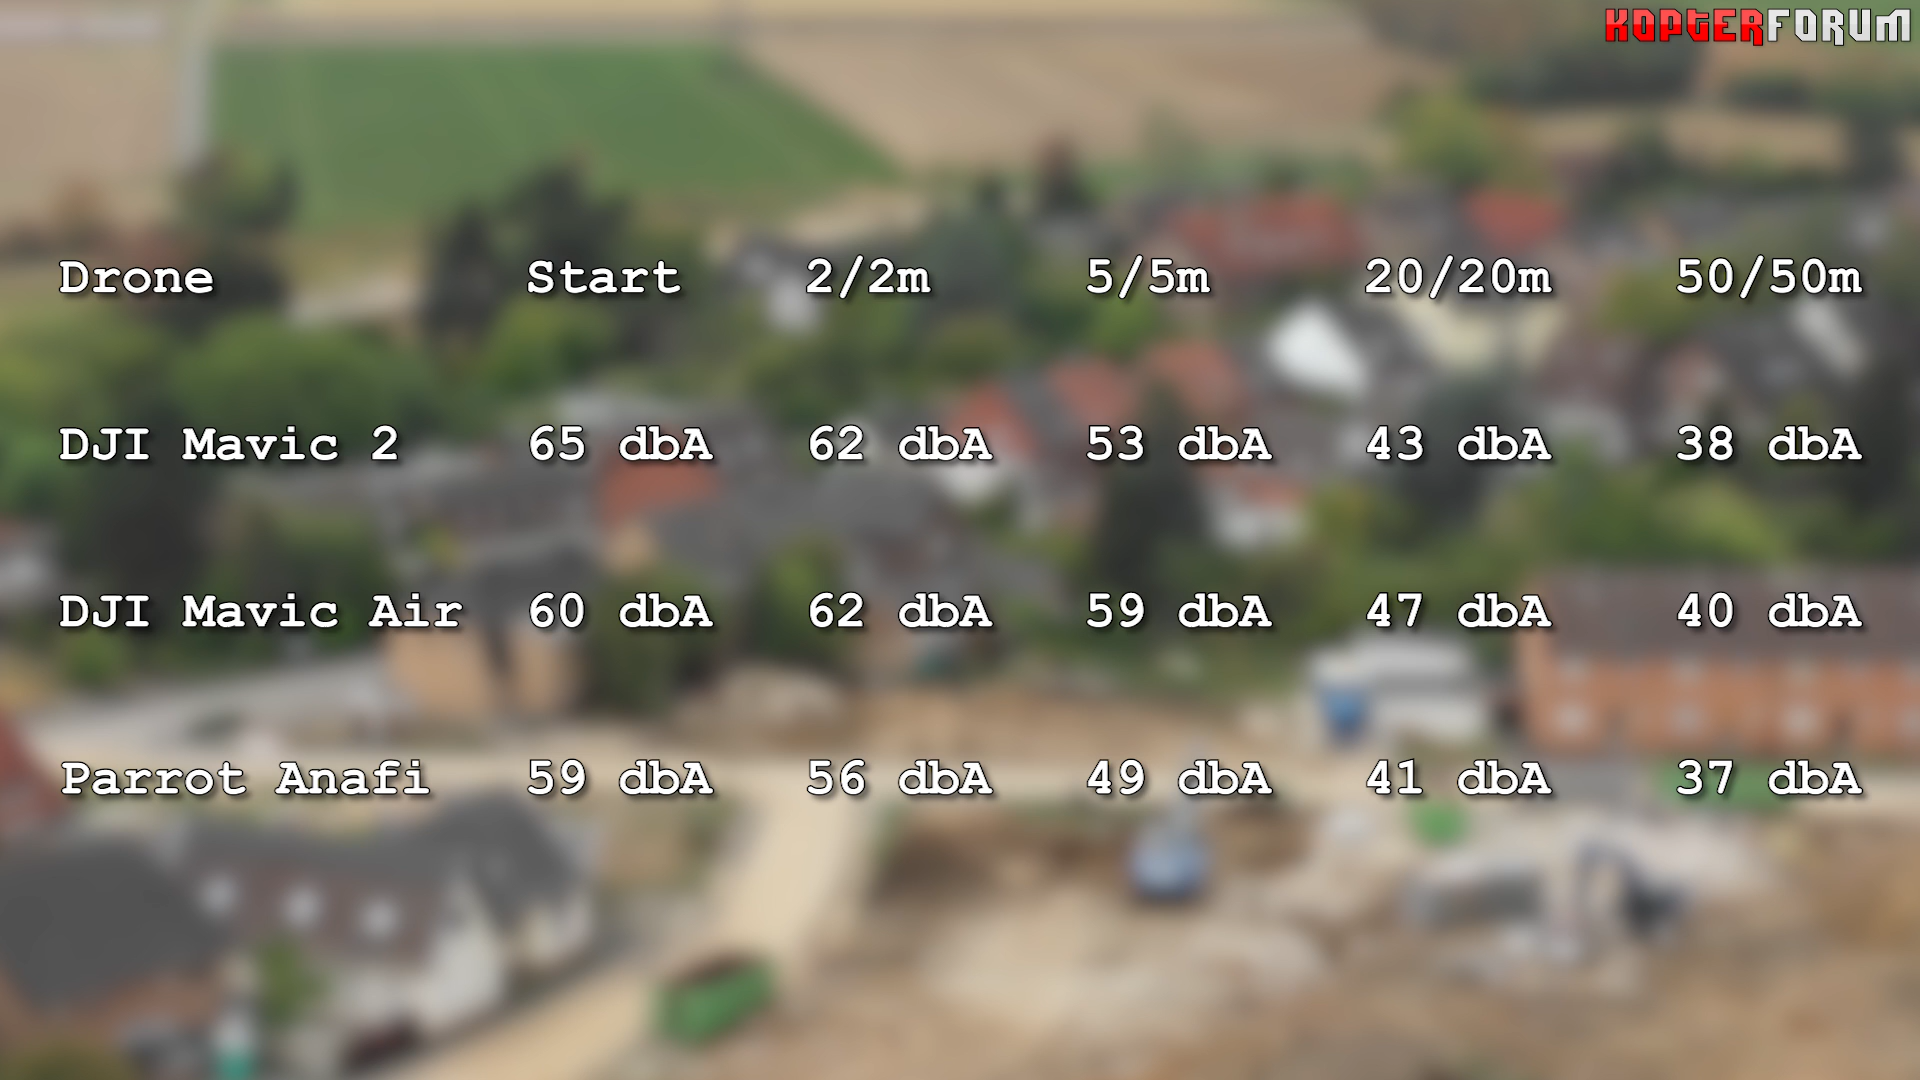 KOPTERFORUM
Drone Start 2/2m 5/5m 20/20m 50/50m
DJI Mavic 2 65 dbA 62 dbA 53 dbA 43 dbA 38 dbA
DJI Mavic Air 60 dbA 62 dbA 59 dbA 47 dbA 40 dbA
Parrot Anafi 59 dbA 56 dbA 49 dbA 41 dbA 37 dbA